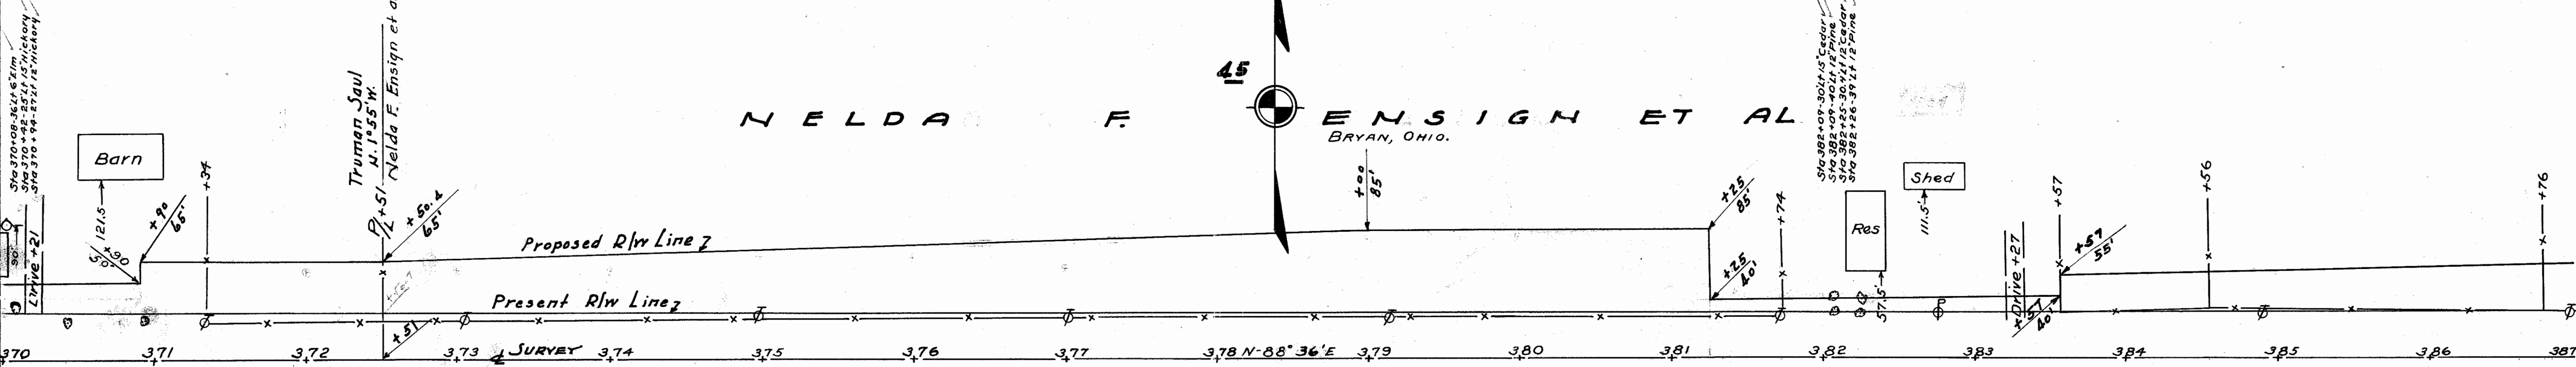 Sta 370+08-36'Lt 6"Elm
Sta 370+42-25'Lt 15"Hickory
Sta 370+94-27'Lt 12"Hickory
90'
Drive +21
Barn
121.5
+90
50'
+90
65'
+34
Truman Saul
N. 1° 55' W.
P/L +51
Nelda F. Ensign et a
+50.4
65'
+51
Proposed R/W Line
Present R/W Line
45
NELDA F. ENSIGN ET AL
BRYAN, OHIO.
+00
85'
+25
85'
+25
40'
+74
Sta 382+09-30'Lt 15"Cedar
Sta 382+09-40'Lt 12"Pine
Sta 382+25-30.4'Lt 12"Cedar
Sta 382+26-39'Lt 12"Pine
Res
57.5'
Shed
111.5'
Drive +27
+57
+57
55'
+57
40'
+56
+76
370 371 372 373 ℄ SURVEY 374 375 376 377 378 N-88° 36'E 379 380 381 382 383 384 385 386 387